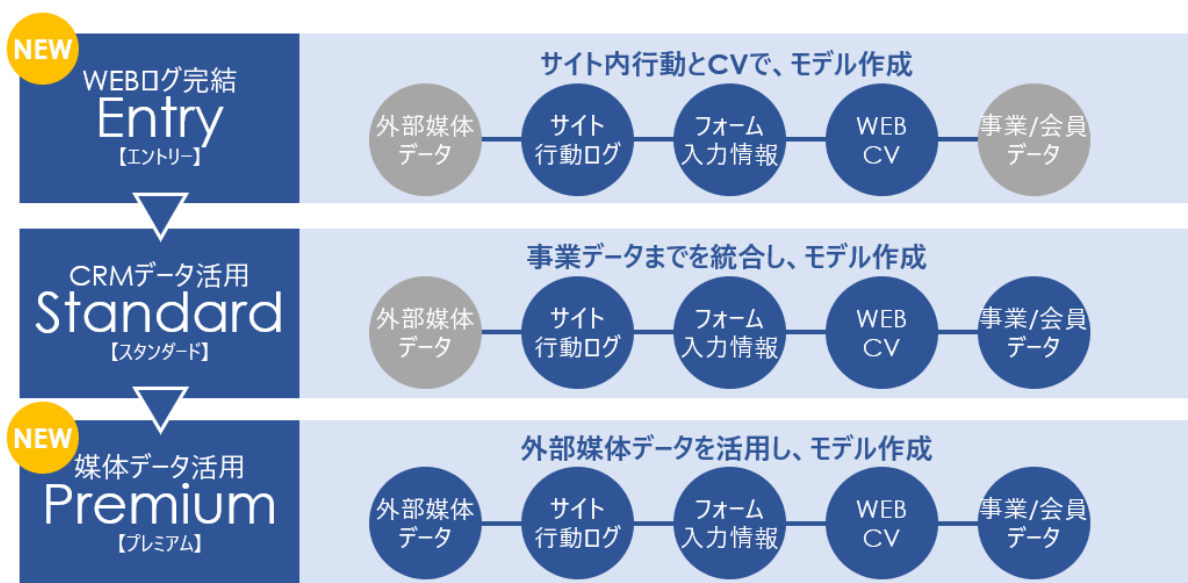 NEW
WEBログ完結
Entry
【エントリー】
サイト内行動とCVで、モデル作成
外部媒体
データ
サイト
行動ログ
フォーム
入力情報
WEB
CV
事業/会員
データ
CRMデータ活用
Standard
【スタンダード】
事業データまでを統合し、モデル作成
外部媒体
データ
サイト
行動ログ
フォーム
入力情報
WEB
CV
事業/会員
データ
NEW
媒体データ活用
Premium
【プレミアム】
外部媒体データを活用し、モデル作成
外部媒体
データ
サイト
行動ログ
フォーム
入力情報
WEB
CV
事業/会員
データ